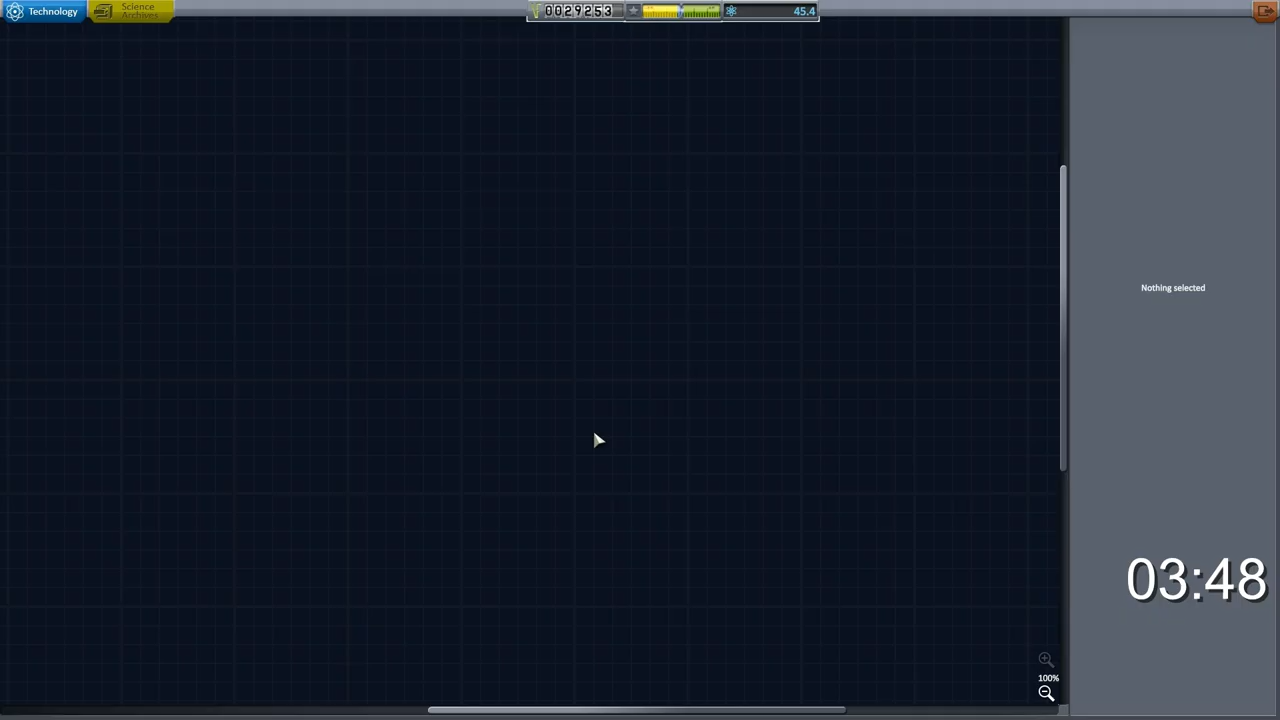 Technology
Science
Archives
0029253
45.4
Nothing selected
03:48
100%